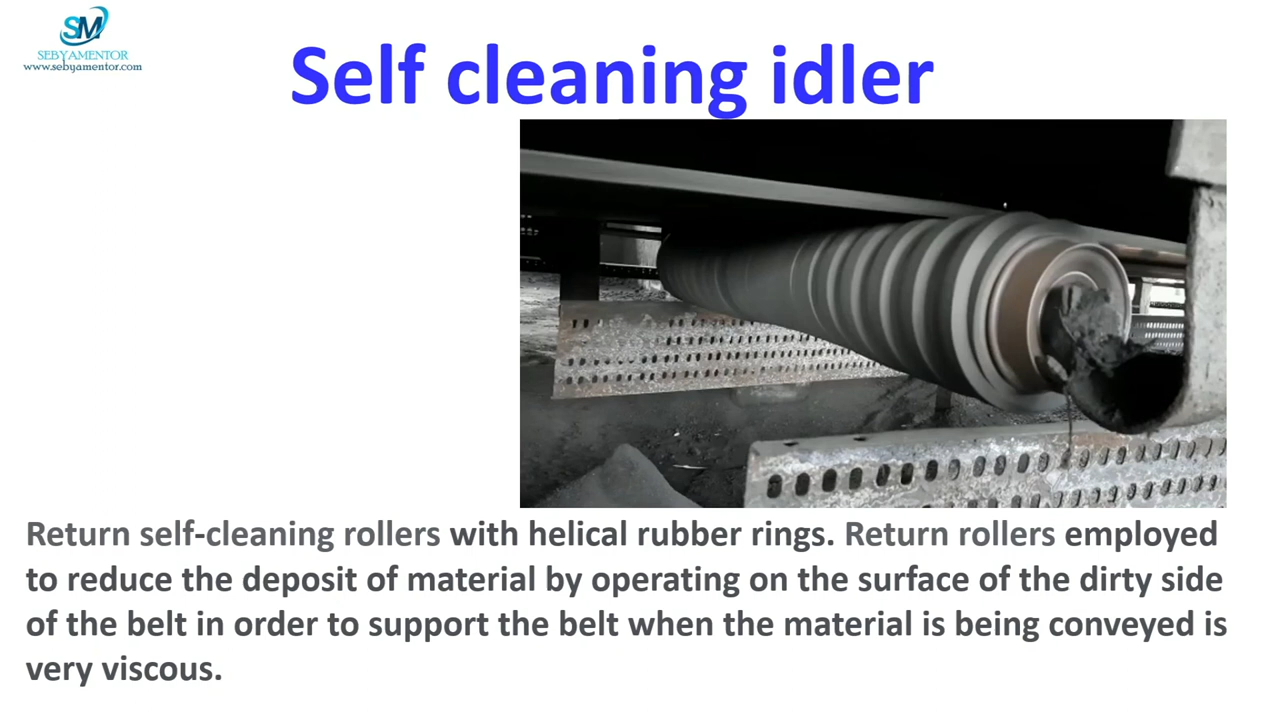 SM
SEBYAMENTOR
www.sebyamentor.com
Self cleaning idler
Return self-cleaning rollers with helical rubber rings. Return rollers employed
to reduce the deposit of material by operating on the surface of the dirty side
of the belt in order to support the belt when the material is being conveyed is
very viscous.